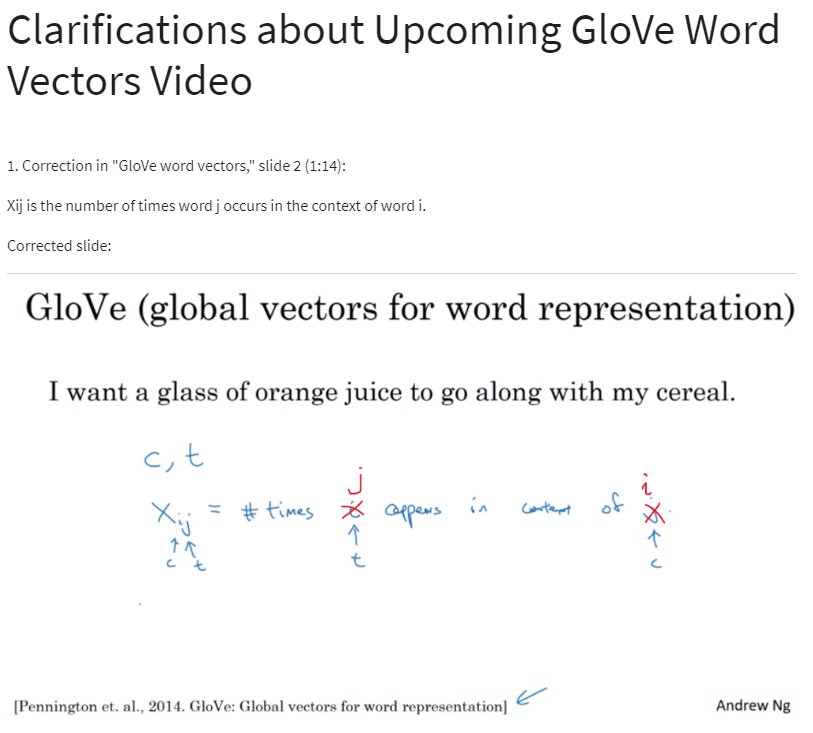 Clarifications about Upcoming GloVe Word
Vectors Video
1. Correction in "GloVe word vectors," slide 2 (1:14):
Xij is the number of times word j occurs in the context of word i.
Corrected slide:
GloVe (global vectors for word representation)
I want a glass of orange juice to go along with my cereal.
c, t
j i
Xij = # times i appears in context of j
↑ ↑ ↑ ↑
c t t c
[Pennington et. al., 2014. GloVe: Global vectors for word representation] ↙
Andrew Ng